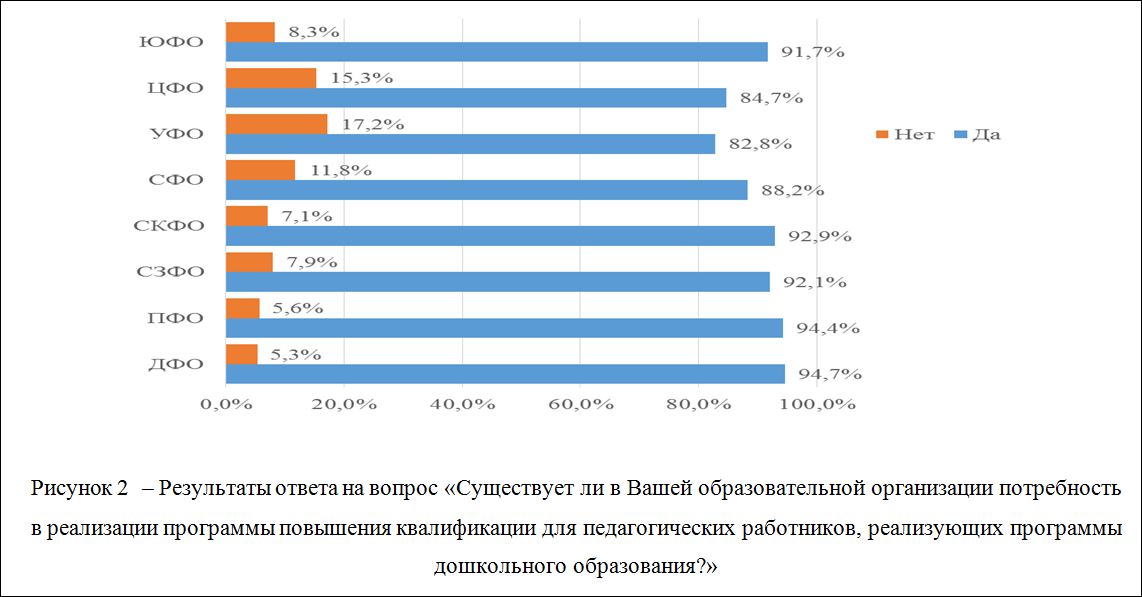 ЮФО 8,3%
91,7%
ЦФО 15,3%
84,7%
УФО 17,2%
82,8%
Нет Да
СФО 11,8%
88,2%
СКФО 7,1%
92,9%
СЗФО 7,9%
92,1%
ПФО 5,6%
94,4%
ДФО 5,3%
94,7%
0,0% 20,0% 40,0% 60,0% 80,0% 100,0%
Рисунок 2 – Результаты ответа на вопрос «Существует ли в Вашей образовательной организации потребность
в реализации программы повышения квалификации для педагогических работников, реализующих программы
дошкольного образования?»